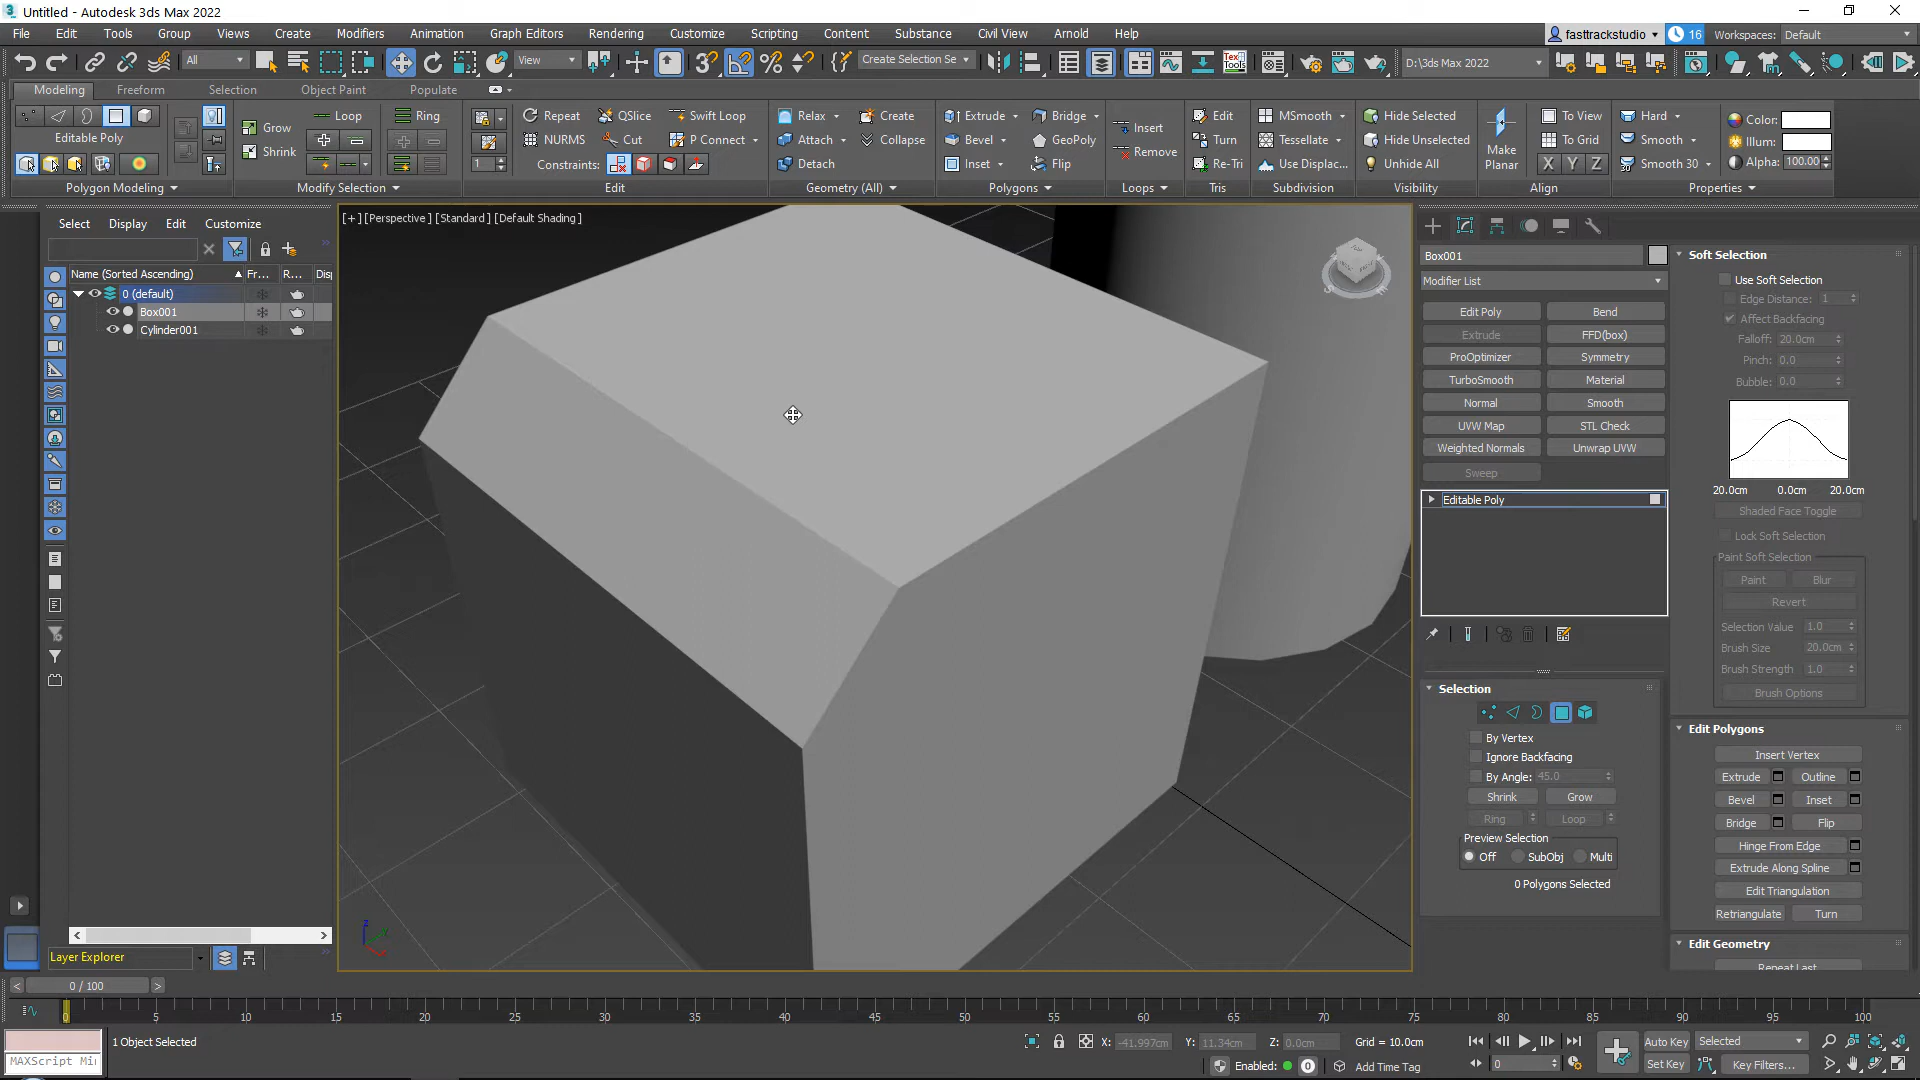 Untitled - Autodesk 3ds Max 2022
File Edit Tools Group Views Create Modifiers Animation Graph Editors Rendering Customize Scripting Content Substance Civil View Arnold Help
fasttrackstudio 16 Workspaces: Default
All View Create Selection Se D:\3ds Max 2022
Modeling Freeform Selection Object Paint Populate
Loop Ring Repeat QSlice Swift Loop Relax Create Extrude Bridge Edit MSmooth Hide Selected To View Hard Color:
Grow Insert
Editable Poly NURMS Cut P Connect Attach Collapse Bevel GeoPoly Turn Tessellate Hide Unselected Make Planar To Grid Smooth Illum:
Shrink Remove
1 Constraints: Detach Inset Flip Re-Tri Use Displac... Unhide All X Y Z Smooth 30 Alpha: 100.00
Polygon Modeling Modify Selection Edit Geometry (All) Polygons Loops Tris Subdivision Visibility Align Properties
Select Display Edit Customize
[+] [Perspective] [Standard] [Default Shading]
Name (Sorted Ascending) Fr... R... Disp
0 (default)
Box001
Cylinder001
Layer Explorer
Box001
Modifier List
Edit Poly Bend
Extrude FFD(box)
ProOptimizer Symmetry
TurboSmooth Material
Normal Smooth
UVW Map STL Check
Weighted Normals Unwrap UVW
Sweep
Editable Poly
Selection
By Vertex
Ignore Backfacing
By Angle: 45.0
Shrink Grow
Ring Loop
Preview Selection
Off SubObj Multi
0 Polygons Selected
Soft Selection
Use Soft Selection
Edge Distance: 1
Affect Backfacing
Falloff: 20.0cm
Pinch: 0.0
Bubble: 0.0
20.0cm 0.0cm 20.0cm
Shaded Face Toggle
Lock Soft Selection
Paint Soft Selection
Paint Blur
Revert
Selection Value 1.0
Brush Size 20.0cm
Brush Strength 1.0
Brush Options
Edit Polygons
Insert Vertex
Extrude Outline
Bevel Inset
Bridge Flip
Hinge From Edge
Extrude Along Spline
Edit Triangulation
Retriangulate Turn
Edit Geometry
Repeat Last
< 0 / 100 >
0 5 10 15 20 25 30 35 40 45 50 55 60 65 70 75 80 85 90 95 100
1 Object Selected X: -41.997cm Y: 11.34cm Z: 0.0cm Grid = 10.0cm Auto Key Selected
MAXScript Mi Enabled: 0 Add Time Tag 0 Set Key Key Filters...